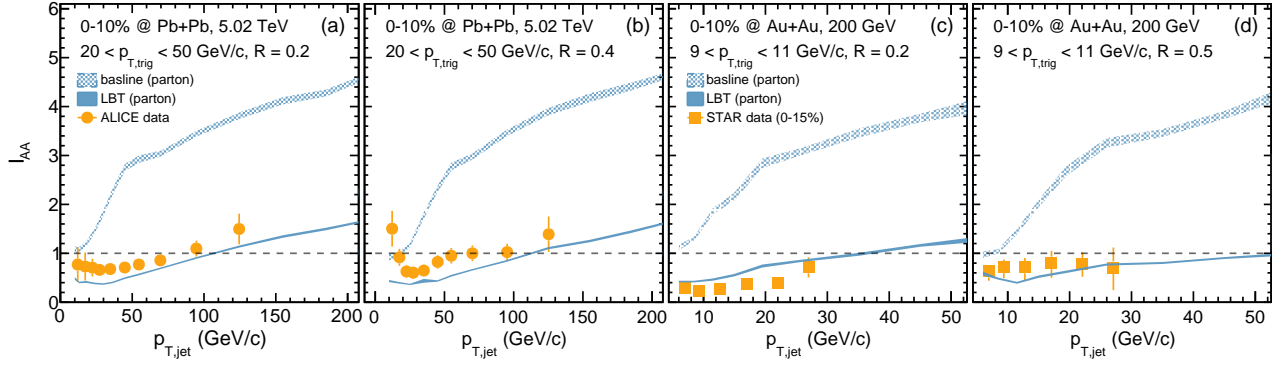 0-10% @ Pb+Pb, 5.02 TeV (a)
20 < p_T,trig < 50 GeV/c, R = 0.2
basline (parton)
LBT (parton)
ALICE data
0-10% @ Pb+Pb, 5.02 TeV (b)
20 < p_T,trig < 50 GeV/c, R = 0.4
0-10% @ Au+Au, 200 GeV (c)
9 < p_T,trig < 11 GeV/c, R = 0.2
basline (parton)
LBT (parton)
STAR data (0-15%)
0-10% @ Au+Au, 200 GeV (d)
9 < p_T,trig < 11 GeV/c, R = 0.5
I_AA
6
5
4
3
2
1
0
0 50 100 150 200
50 100 150 200
10 20 30 40 50
10 20 30 40 50
p_T,jet (GeV/c)
p_T,jet (GeV/c)
p_T,jet (GeV/c)
p_T,jet (GeV/c)